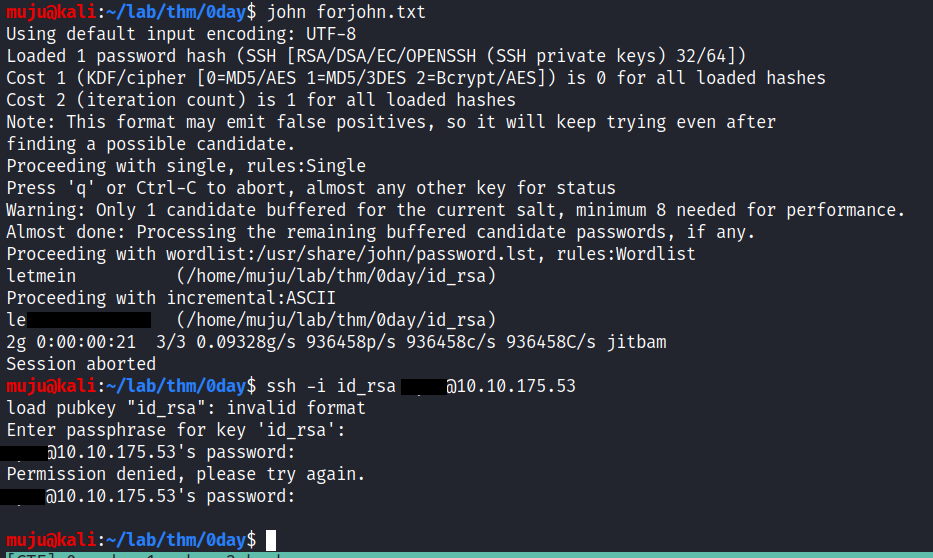 muju@kali:~/lab/thm/0day$ john forjohn.txt
Using default input encoding: UTF-8
Loaded 1 password hash (SSH [RSA/DSA/EC/OPENSSH (SSH private keys) 32/64])
Cost 1 (KDF/cipher [0=MD5/AES 1=MD5/3DES 2=Bcrypt/AES]) is 0 for all loaded hashes
Cost 2 (iteration count) is 1 for all loaded hashes
Note: This format may emit false positives, so it will keep trying even after
finding a possible candidate.
Proceeding with single, rules:Single
Press 'q' or Ctrl-C to abort, almost any other key for status
Warning: Only 1 candidate buffered for the current salt, minimum 8 needed for performance.
Almost done: Processing the remaining buffered candidate passwords, if any.
Proceeding with wordlist:/usr/share/john/password.lst, rules:Wordlist
letmein (/home/muju/lab/thm/0day/id_rsa)
Proceeding with incremental:ASCII
le (/home/muju/lab/thm/0day/id_rsa)
2g 0:00:00:21 3/3 0.09328g/s 936458p/s 936458c/s 936458C/s jitbam
Session aborted
muju@kali:~/lab/thm/0day$ ssh -i id_rsa @10.10.175.53
load pubkey "id_rsa": invalid format
Enter passphrase for key 'id_rsa':
@10.10.175.53's password:
Permission denied, please try again.
@10.10.175.53's password:
muju@kali:~/lab/thm/0day$